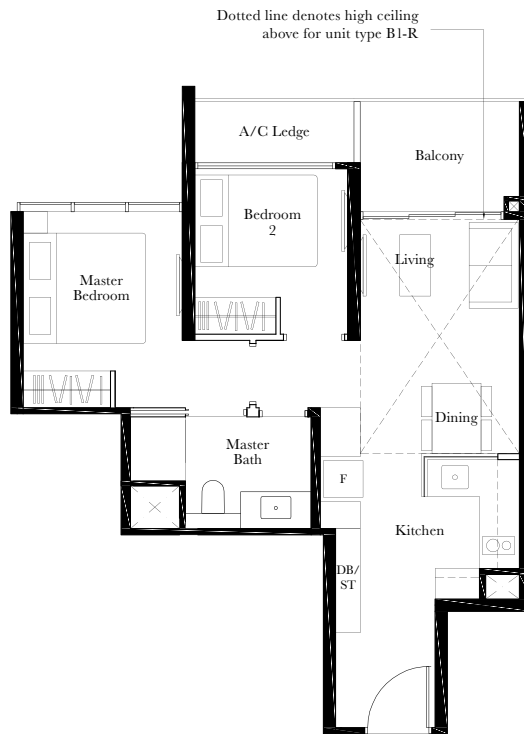 Dotted line denotes high ceiling
above for unit type B1-R
A/C Ledge
Balcony
Bedroom
2
Living
Master
Bedroom
Dining
Master
Bath
F
Kitchen
DB/
ST